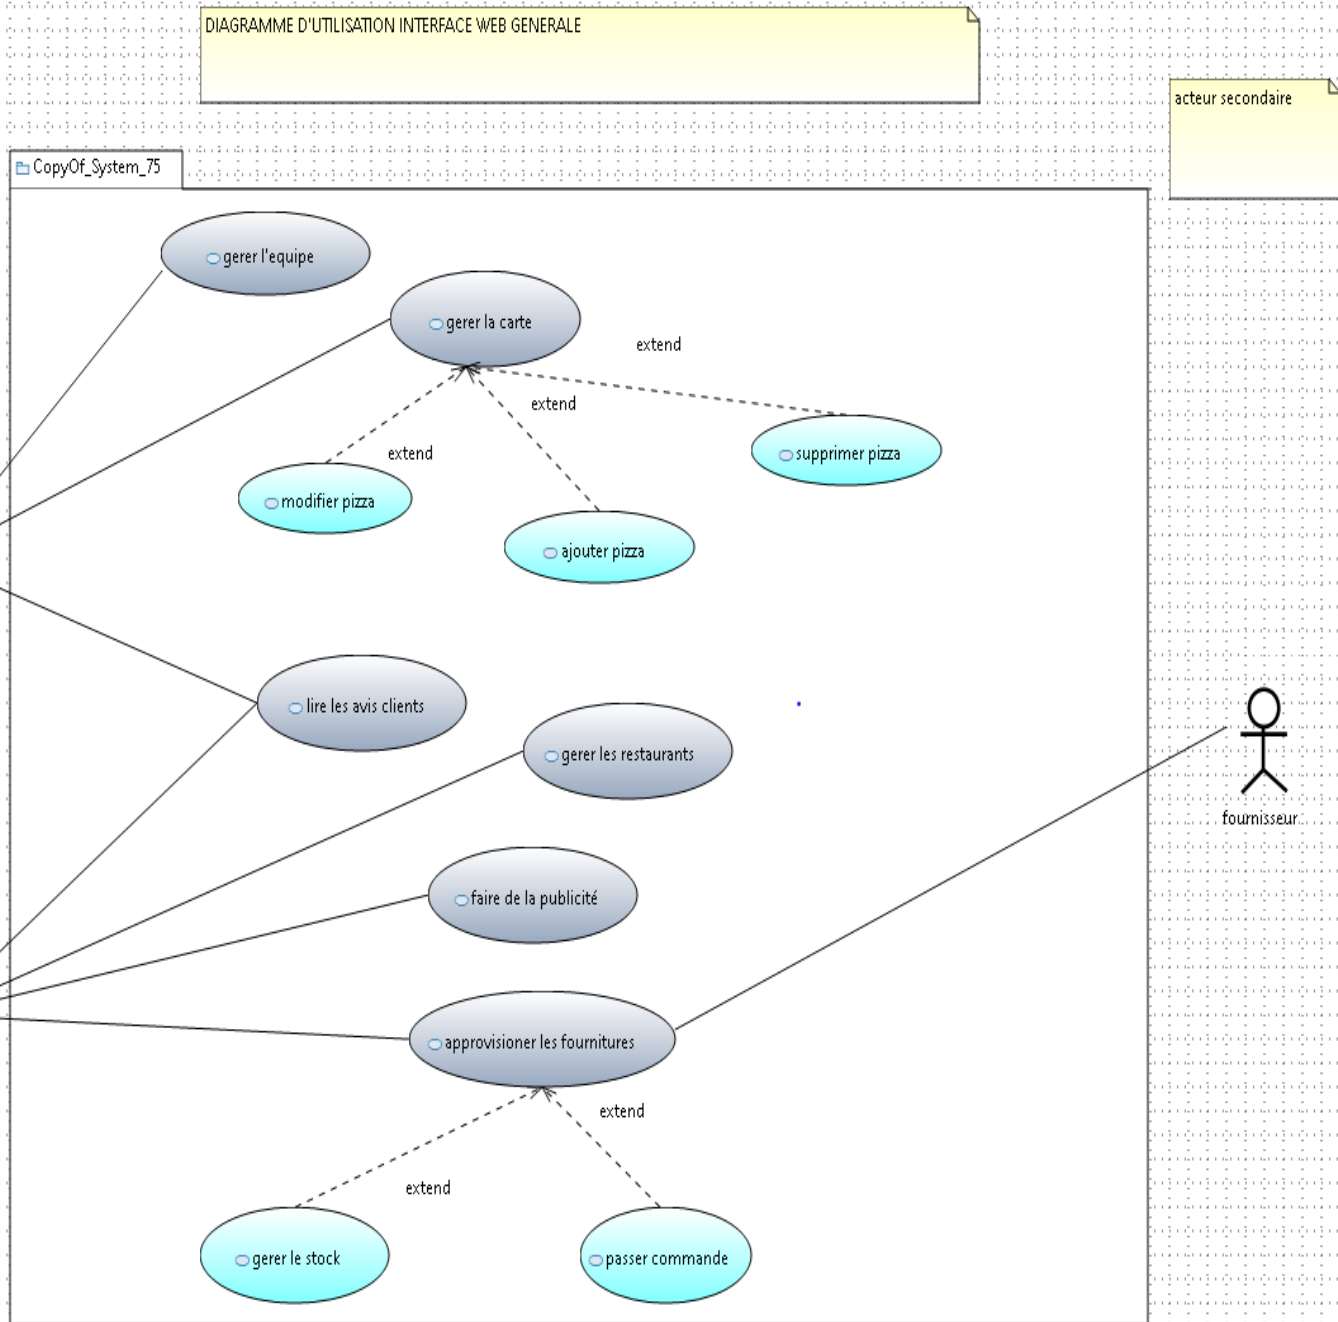 DIAGRAMME D'UTILISATION INTERFACE WEB GENERALE
acteur secondaire
CopyOf_System_75
gerer l'equipe
gerer la carte
extend
extend
extend
supprimer pizza
modifier pizza
ajouter pizza
lire les avis clients
gerer les restaurants
fournisseur
faire de la publicité
approvisioner les fournitures
extend
extend
gerer le stock
passer commande